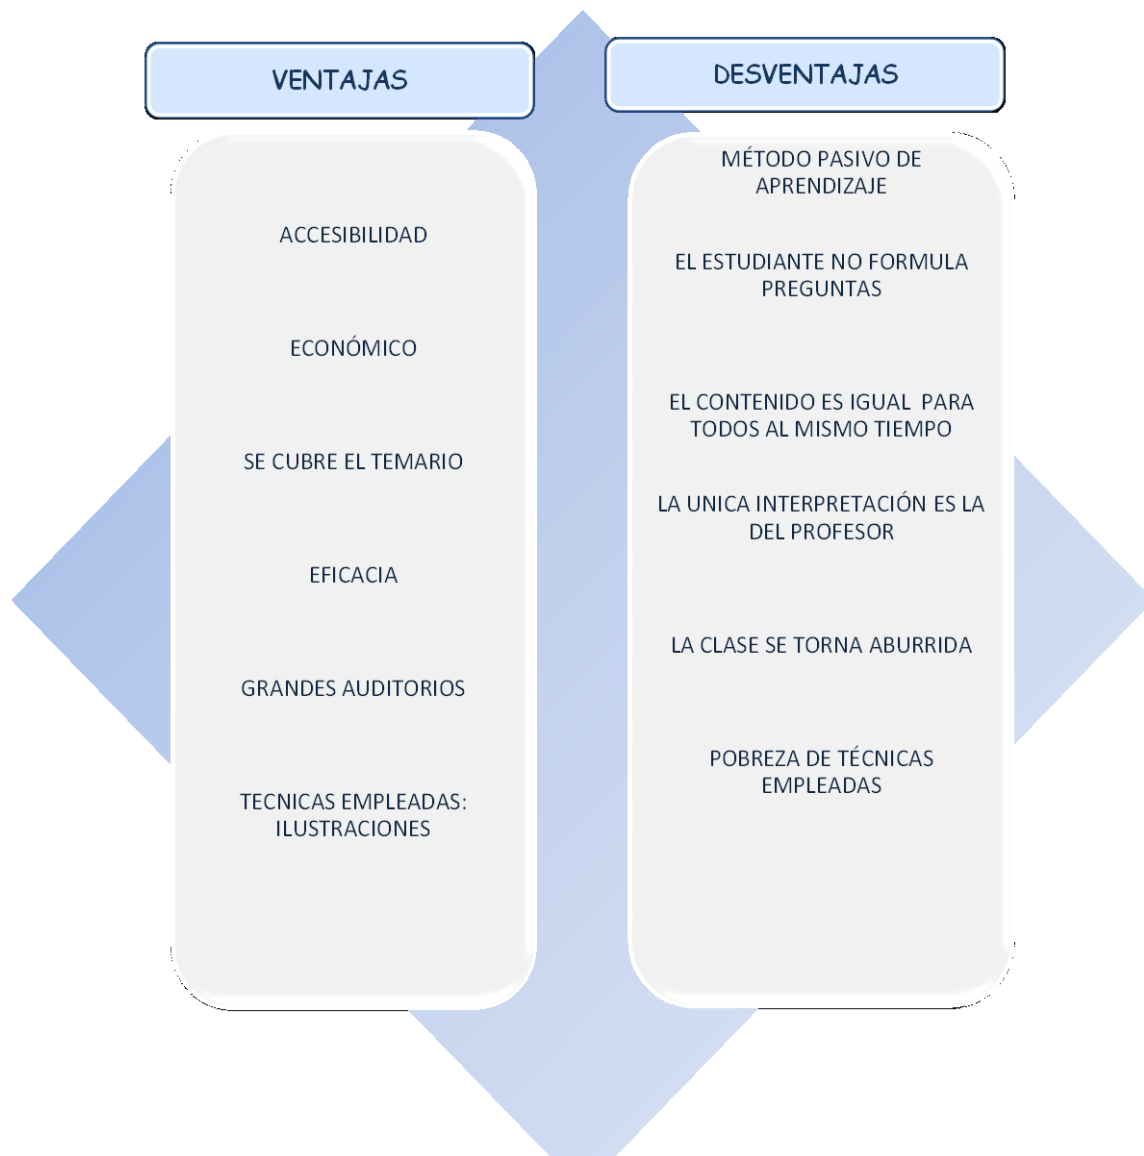 VENTAJAS
ACCESIBILIDAD
ECONÓMICO
SE CUBRE EL TEMARIO
EFICACIA
GRANDES AUDITORIOS
TECNICAS EMPLEADAS:
ILUSTRACIONES
DESVENTAJAS
MÉTODO PASIVO DE
APRENDIZAJE
EL ESTUDIANTE NO FORMULA
PREGUNTAS
EL CONTENIDO ES IGUAL PARA
TODOS AL MISMO TIEMPO
LA UNICA INTERPRETACIÓN ES LA
DEL PROFESOR
LA CLASE SE TORNA ABURRIDA
POBREZA DE TÉCNICAS
EMPLEADAS